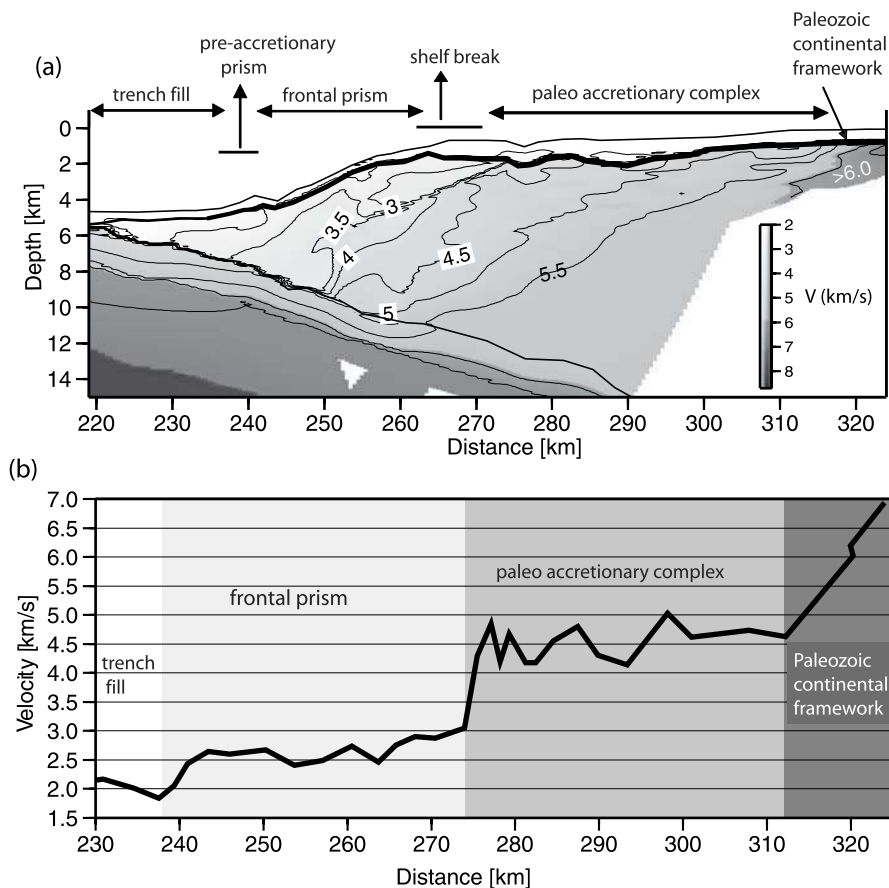 (a)
pre-accretionary
prism
shelf break
Paleozoic
continental
framework
trench fill
frontal prism
paleo accretionary complex
0
2
4
6
8
10
12
14
Depth [km]
3.5
3
4
4.5
5
5.5
>6.0
2
3
4
5
6
7
8
V (km/s)
220 230 240 250 260 270 280 290 300 310 320
Distance [km]
(b)
7.0
6.5
6.0
5.5
5.0
4.5
4.0
3.5
3.0
2.5
2.0
1.5
Velocity [km/s]
trench
fill
frontal prism
paleo accretionary complex
Paleozoic
continental
framework
230 240 250 260 270 280 290 300 310 320
Distance [km]